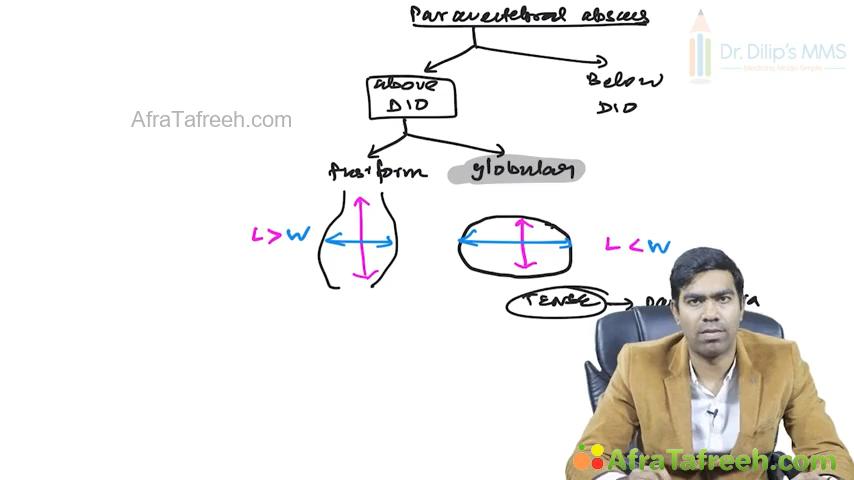 Paravertebral abscess
Dr. Dilip's MMS
Medicine, Made Simple
above
D10
Below
D10
AfraTafreeh.com
fusiform
globular
L > W
L < W
TENSE
AfraTafreeh.com